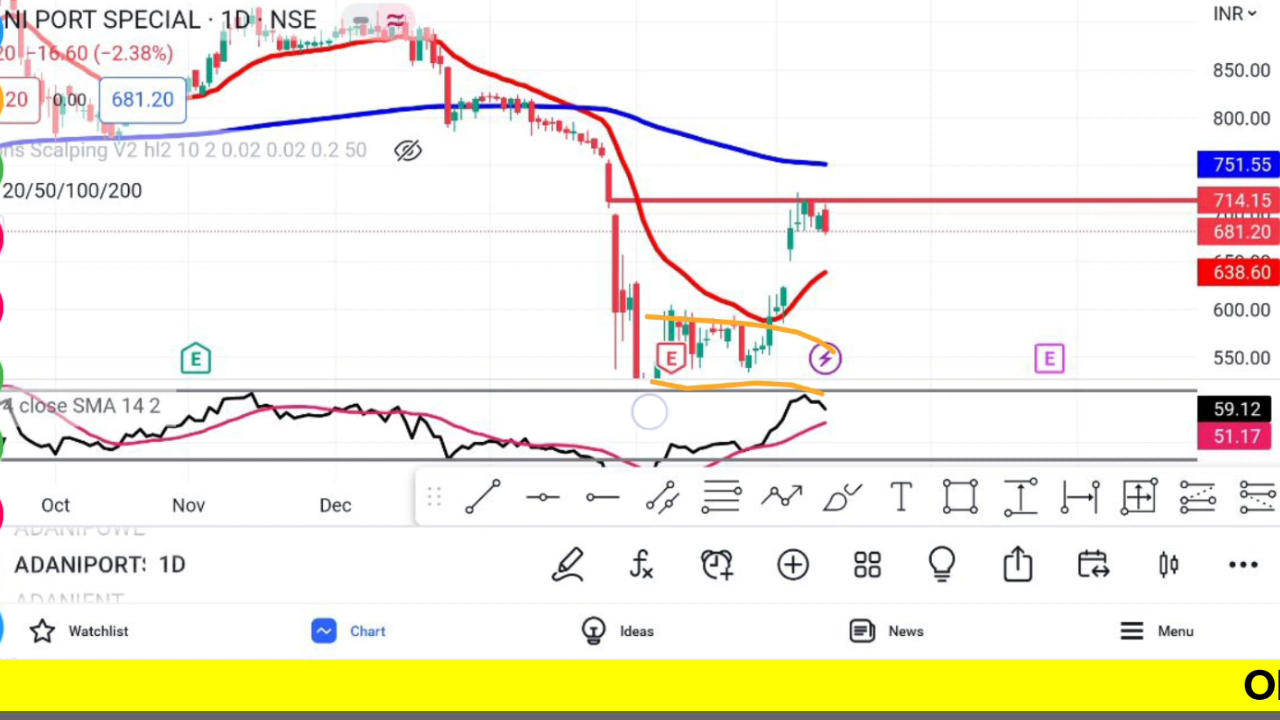 NI PORT SPECIAL · 1D · NSE
INR
20 −16.60 (−2.38%)
850.00
20 0.00 681.20
800.00
ns Scalping V2 hl2 10 2 0.02 0.02 0.2 50
751.55
20/50/100/200
714.15
681.20
638.60
600.00
E E E
550.00
4 close SMA 14 2
59.12
51.17
Oct Nov Dec
T
ADANIPOWE
ADANIPORT: 1D
ADANIENT
Watchlist Chart Ideas News Menu